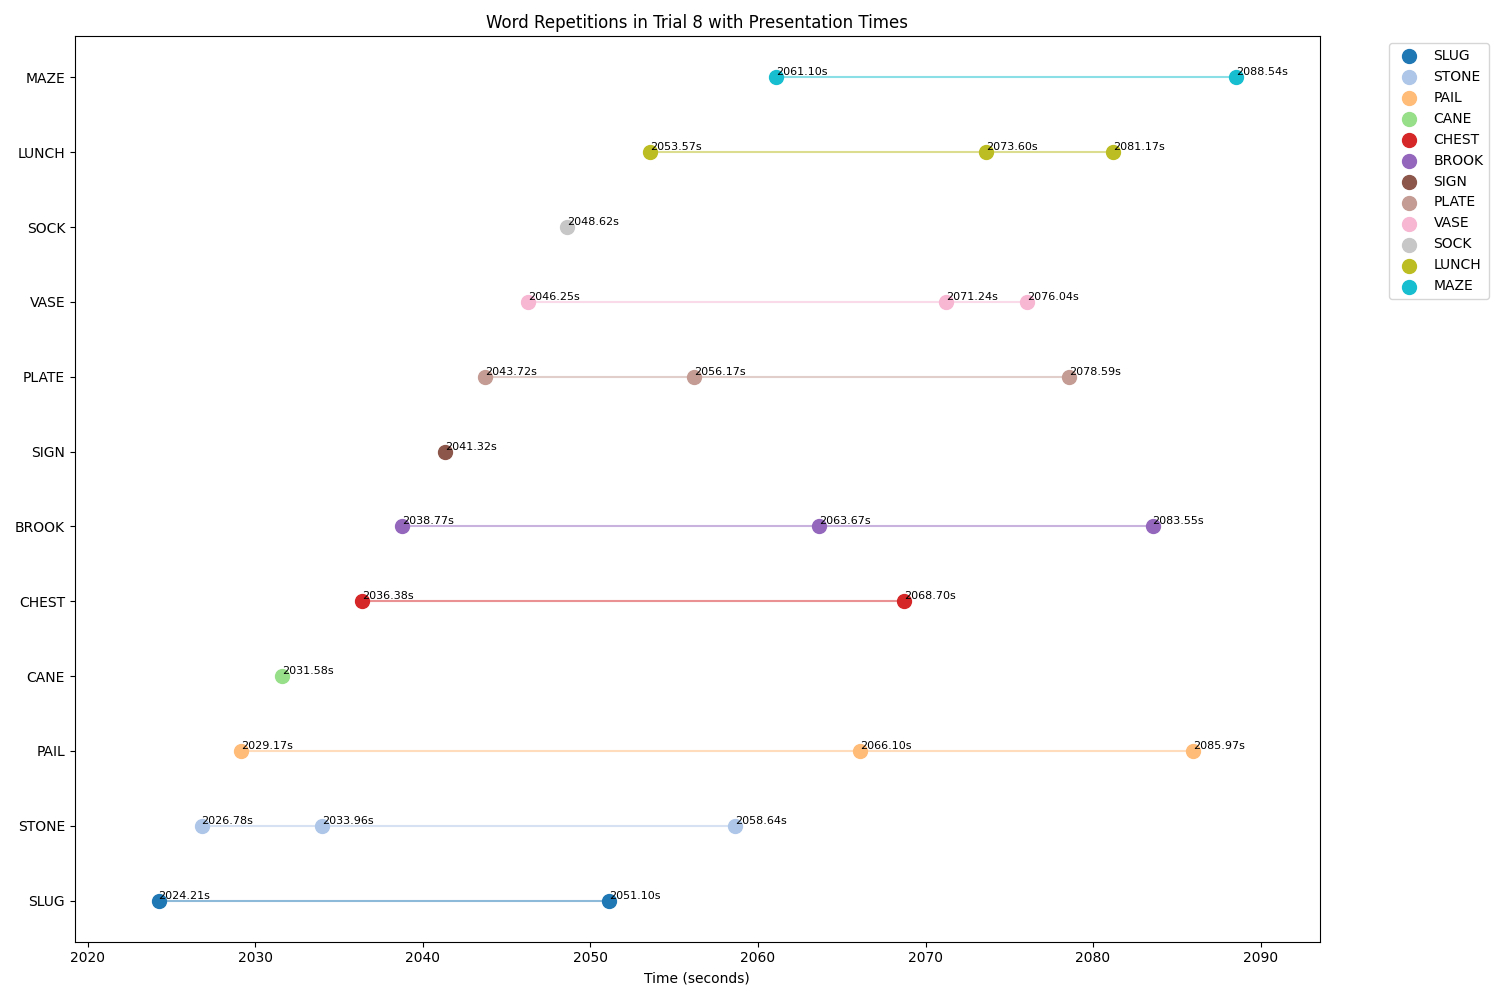 Word Repetitions in Trial 8 with Presentation Times
MAZE
2061.10s
2088.54s
LUNCH
2053.57s
2073.60s
2081.17s
SOCK
2048.62s
VASE
2046.25s
2071.24s
2076.04s
PLATE
2043.72s
2056.17s
2078.59s
SIGN
2041.32s
BROOK
2038.77s
2063.67s
2083.55s
CHEST
2036.38s
2068.70s
CANE
2031.58s
PAIL
2029.17s
2066.10s
2085.97s
STONE
2026.78s
2033.96s
2058.64s
SLUG
2024.21s
2051.10s
2020
2030
2040
2050
2060
2070
2080
2090
Time (seconds)
SLUG
STONE
PAIL
CANE
CHEST
BROOK
SIGN
PLATE
VASE
SOCK
LUNCH
MAZE